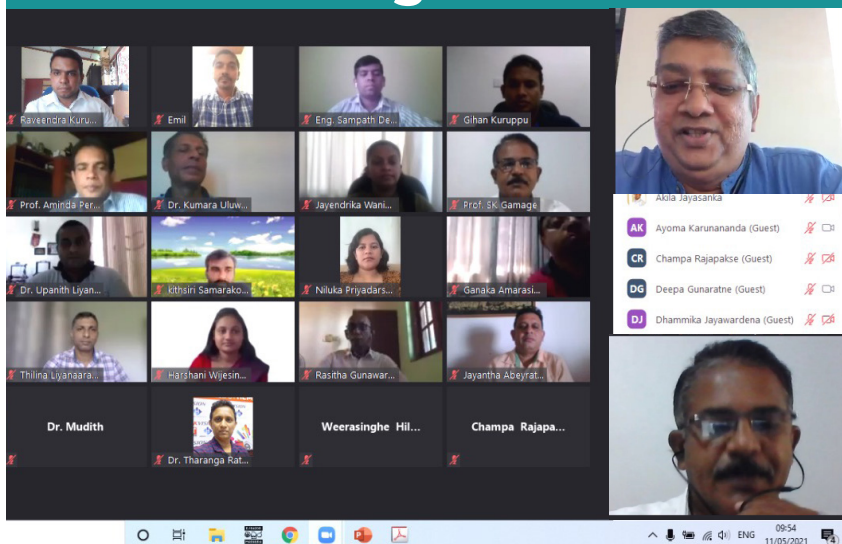 Raveendra Kuru...
Emil
Eng. Sampath De...
Gihan Kuruppu
Prof. Aminda Per...
Dr. Kumara Uluw...
Jayendrika Wani...
Prof. SK Gamage
Dr. Upanith Liyan...
kithsiri Samarako...
Niluka Priyadars...
Ganaka Amarasi...
Thilina Liyanaara...
Harshani Wijesin...
Rasitha Gunawar...
Jayantha Abeyrat...
Dr. Mudith
Dr. Tharanga Rat...
Weerasinghe Hil...
Champa Rajapa...
Akila Jayasanka
AK Ayoma Karunananda (Guest)
CR Champa Rajapakse (Guest)
DG Deepa Gunaratne (Guest)
DJ Dhammika Jayawardena (Guest)
ENG
09:54
11/05/2021
4